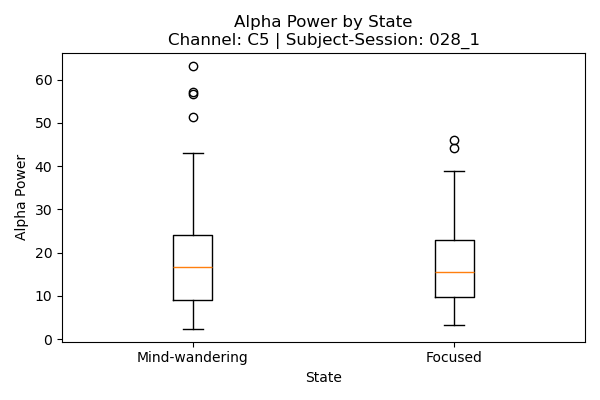 Alpha Power by State
Channel: C5 | Subject-Session: 028_1
Alpha Power
60
50
40
30
20
10
0
Mind-wandering
Focused
State